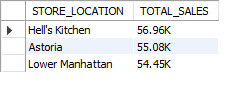 STORE_LOCATION TOTAL_SALES
Hell's Kitchen 56.96K
Astoria 55.08K
Lower Manhattan 54.45K